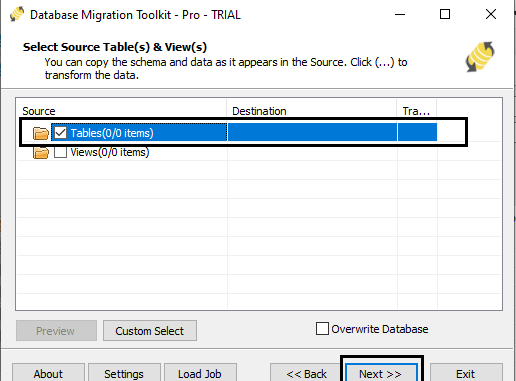 Database Migration Toolkit - Pro - TRIAL
Select Source Table(s) & View(s)
You can copy the schema and data as it appears in the Source. Click (...) to
transform the data.
Source Destination Tra...
Tables(0/0 items)
Views(0/0 items)
Preview Custom Select Overwrite Database
About Settings Load Job << Back Next >> Exit